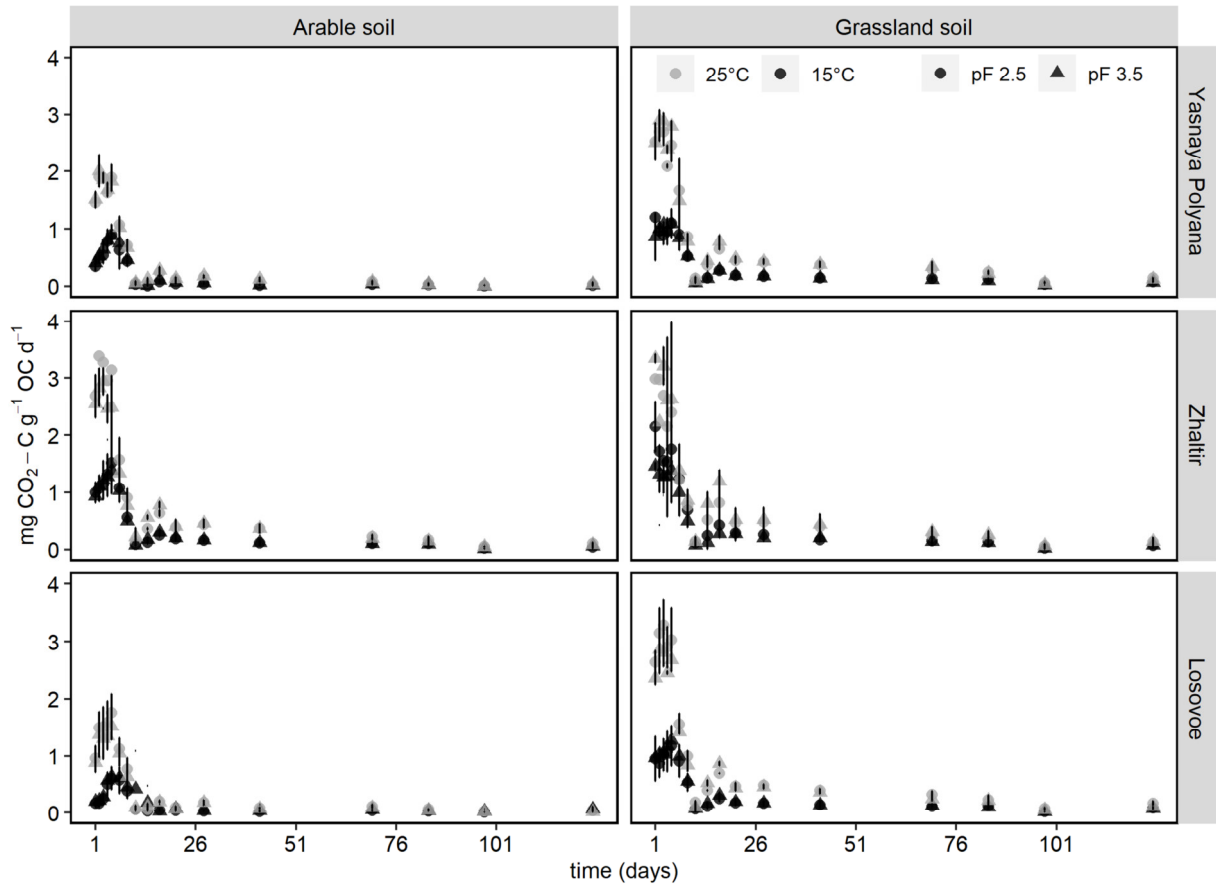 Arable soil
Grassland soil
25°C
15°C
pF 2.5
pF 3.5
4
3
2
1
0
Yasnaya Polyana
4
3
2
1
0
Zhaltir
4
3
2
1
0
Losovoe
mg CO₂ − C g⁻¹ OC d⁻¹
1 26 51 76 101
1 26 51 76 101
time (days)